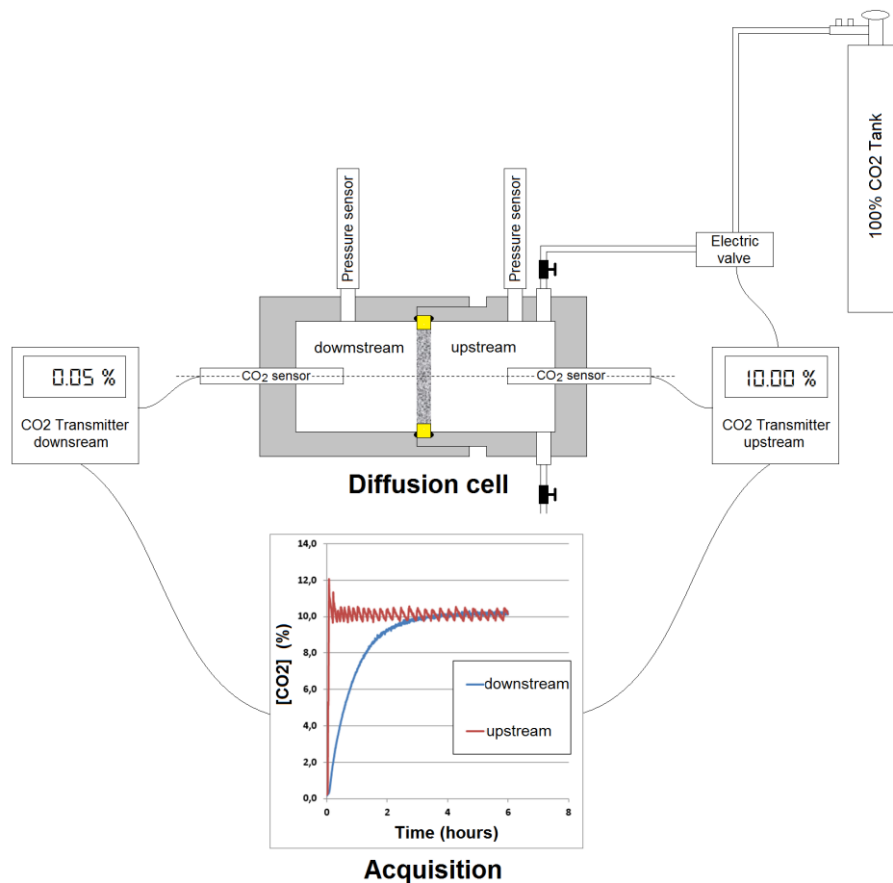 100% CO2 Tank
Pressure sensor
Pressure sensor
Electric
valve
dowmstream
upstream
0.05 %
CO2 Transmitter
downsream
CO2 sensor
CO2 sensor
10.00 %
CO2 Transmitter
upstream
Diffusion cell
[CO2] (%)
14,0
12,0
10,0
8,0
6,0
4,0
2,0
0,0
downstream
upstream
0
2
4
6
8
Time (hours)
Acquisition